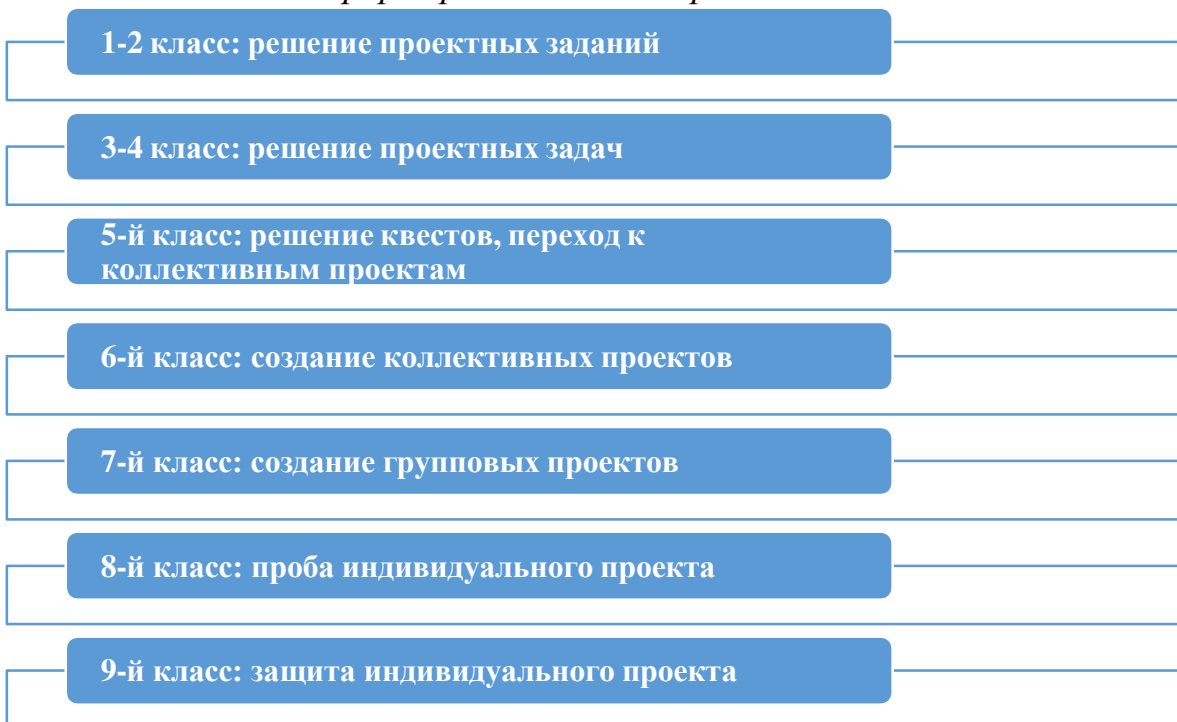 1-2 класс: решение проектных заданий
3-4 класс: решение проектных задач
5-й класс: решение квестов, переход к
коллективным проектам
6-й класс: создание коллективных проектов
7-й класс: создание групповых проектов
8-й класс: проба индивидуального проекта
9-й класс: защита индивидуального проекта